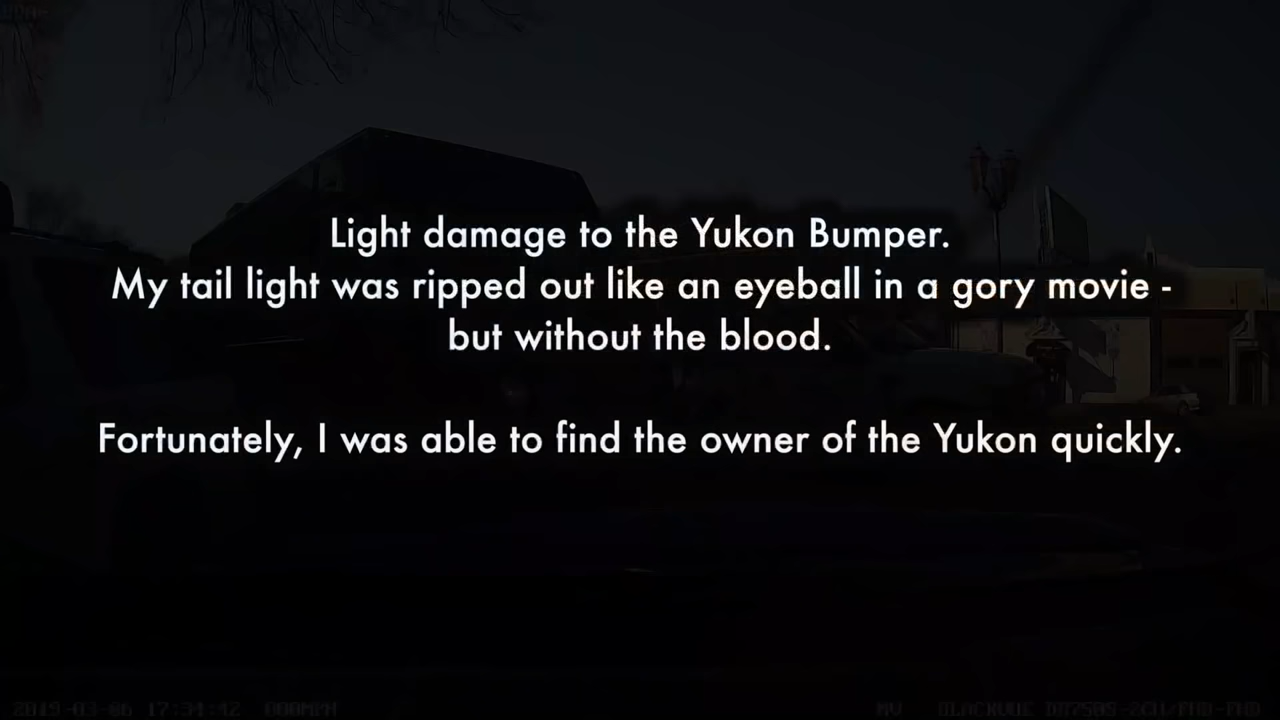 Light damage to the Yukon Bumper.
My tail light was ripped out like an eyeball in a gory movie -
but without the blood.
Fortunately, I was able to find the owner of the Yukon quickly.